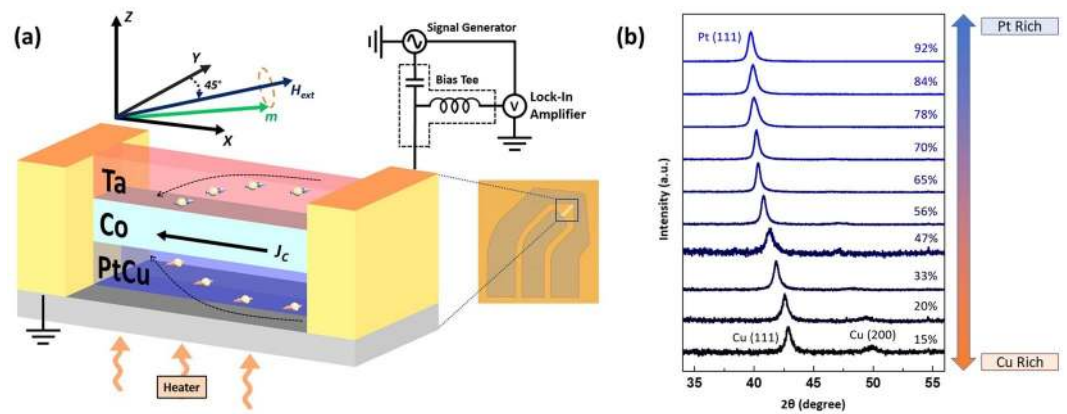 (a)
Z
Y
45°
H_ext
m
X
Signal Generator
Bias Tee
V
Lock-In
Amplifier
Ta
Co
J_C
PtCu
Heater
(b)
Pt (111)
92%
84%
78%
70%
65%
56%
47%
33%
20%
Cu (111)
Cu (200)
15%
Intensity (a.u.)
35 40 45 50 55
2θ (degree)
Pt Rich
Cu Rich